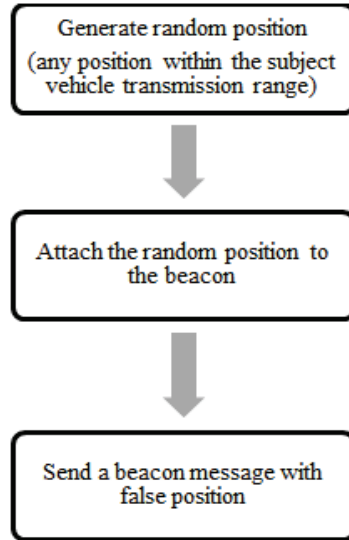 Generate random position
(any position within the subject
vehicle transmission range)
Attach the random position to
the beacon
Send a beacon message with
false position